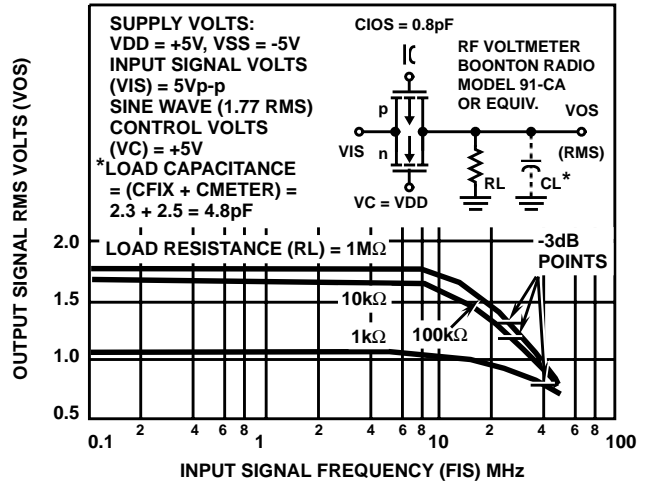 SUPPLY VOLTS:
VDD = +5V, VSS = -5V
INPUT SIGNAL VOLTS
(VIS) = 5Vp-p
SINE WAVE (1.77 RMS)
CONTROL VOLTS
(VC) = +5V
*LOAD CAPACITANCE
= (CFIX + CMETER) =
2.3 + 2.5 = 4.8pF
CIOS = 0.8pF
RF VOLTMETER
BOONTON RADIO
MODEL 91-CA
OR EQUIV.
VOS
(RMS)
p
n
VIS
RL
CL*
VC = VDD
OUTPUT SIGNAL RMS VOLTS (VOS)
2.0
1.5
1.0
0.5
LOAD RESISTANCE (RL) = 1MΩ
10kΩ
1kΩ
100kΩ
-3dB
POINTS
0.1 2 4 6 8 1 2 4 6 8 10 2 4 6 8 100
INPUT SIGNAL FREQUENCY (FIS) MHz